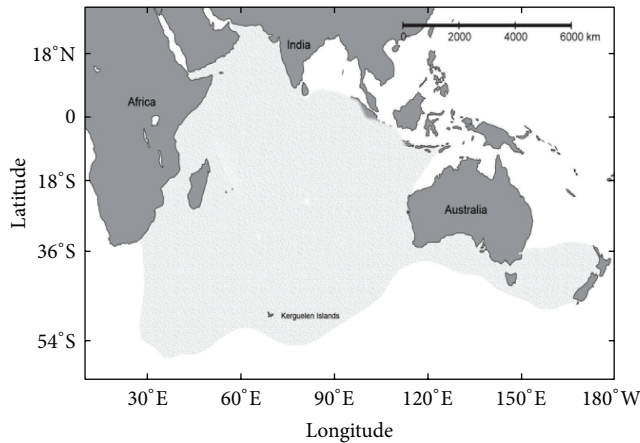 India
0 2000 4000 6000 km
18°N
Africa
0
18°S
Australia
36°S
Kerguelen Islands
54°S
Latitude
30°E 60°E 90°E 120°E 150°E 180°W
Longitude